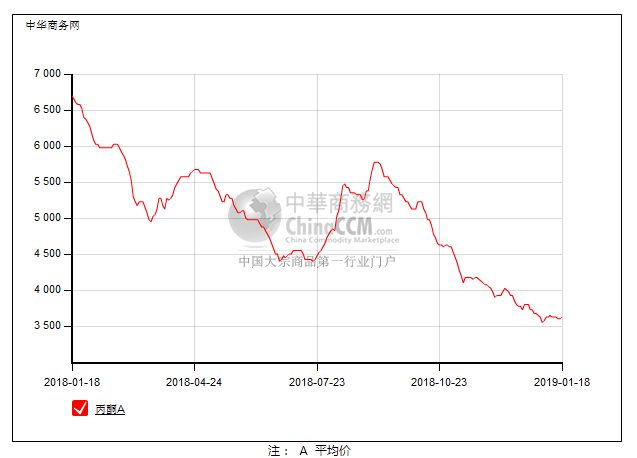 中华商务网
7 000
6 500
6 000
5 500
5 000
4 500
4 000
3 500
中華商務網
ChinaCCM.com
China Commodity Marketplace
中国大宗商品第一行业门户
2018-01-18 2018-04-24 2018-07-23 2018-10-23 2019-01-18
丙酮A
注： A 平均价